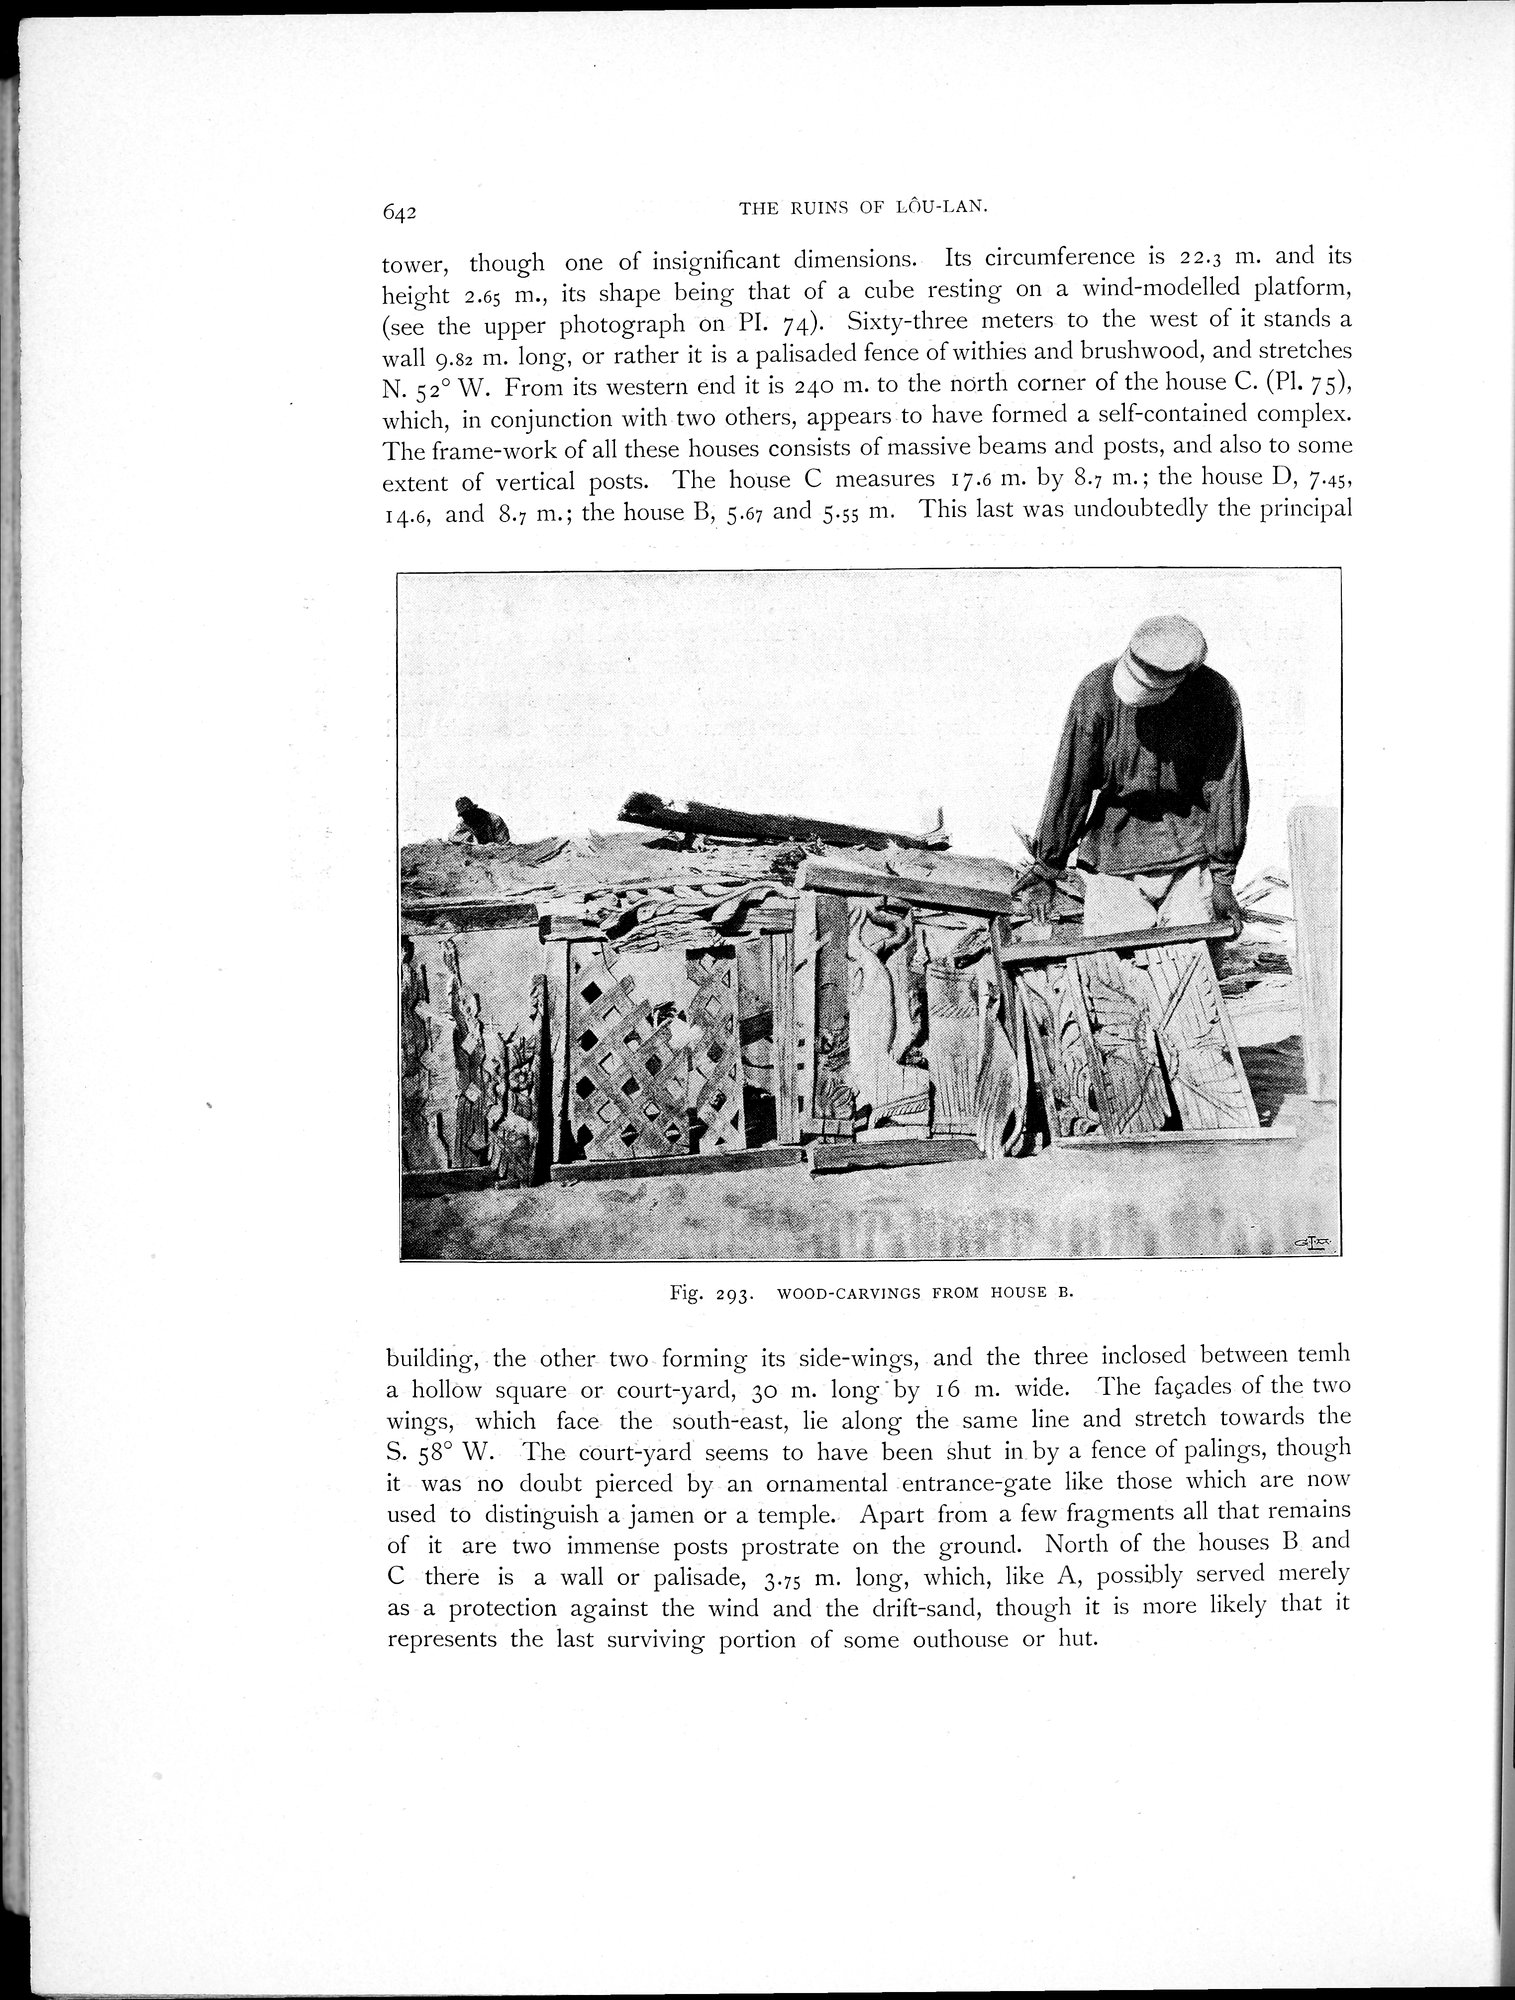 642
THE RUINS OF LÔU-LAN.
tower, though one of insignificant dimensions. Its circumference is 22.3 m. and its
height 2.65 m., its shape being that of a cube resting on a wind-modelled platform,
(see the upper photograph on Pl. 74). Sixty-three meters to the west of it stands a
wall 9.82 m. long, or rather it is a palisaded fence of withies and brushwood, and stretches
N. 52° W. From its western end it is 240 m. to the north corner of the house C. (Pl. 75),
which, in conjunction with two others, appears to have formed a self-contained complex.
The frame-work of all these houses consists of massive beams and posts, and also to some
extent of vertical posts. The house C measures 17.6 m. by 8.7 m.; the house D, 7.45,
14.6, and 8.7 m.; the house B, 5.67 and 5.55 m. This last was undoubtedly the principal
Fig. 293. WOOD-CARVINGS FROM HOUSE B.
building, the other two forming its side-wings, and the three inclosed between temh
a hollow square or court-yard, 30 m. long by 16 m. wide. The façades of the two
wings, which face the south-east, lie along the same line and stretch towards the
S. 58° W. The court-yard seems to have been shut in by a fence of palings, though
it was no doubt pierced by an ornamental entrance-gate like those which are now
used to distinguish a jamen or a temple. Apart from a few fragments all that remains
of it are two immense posts prostrate on the ground. North of the houses B and
C there is a wall or palisade, 3.75 m. long, which, like A, possibly served merely
as a protection against the wind and the drift-sand, though it is more likely that it
represents the last surviving portion of some outhouse or hut.